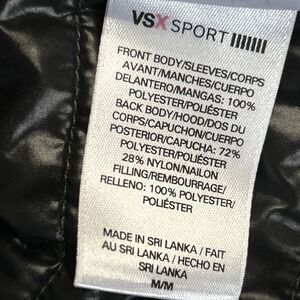 VSX SPORT
FRONT BODY/SLEEVES/CORPS
AVANT/MANCHES/CUERPO
DELANTERO/MANGAS: 100%
POLYESTER/POLIÉSTER
BACK BODY/HOOD/DOS DU
CORPS/CAPUCHON/CUERPO
POSTERIOR/CAPUCHA: 72%
POLYESTER/POLIÉSTER
28% NYLON/NAILON
FILLING/REMBOURRAGE/
RELLENO: 100% POLYESTER/
POLIÉSTER
MADE IN SRI LANKA / FAIT
AU SRI LANKA / HECHO EN
SRI LANKA
M/M